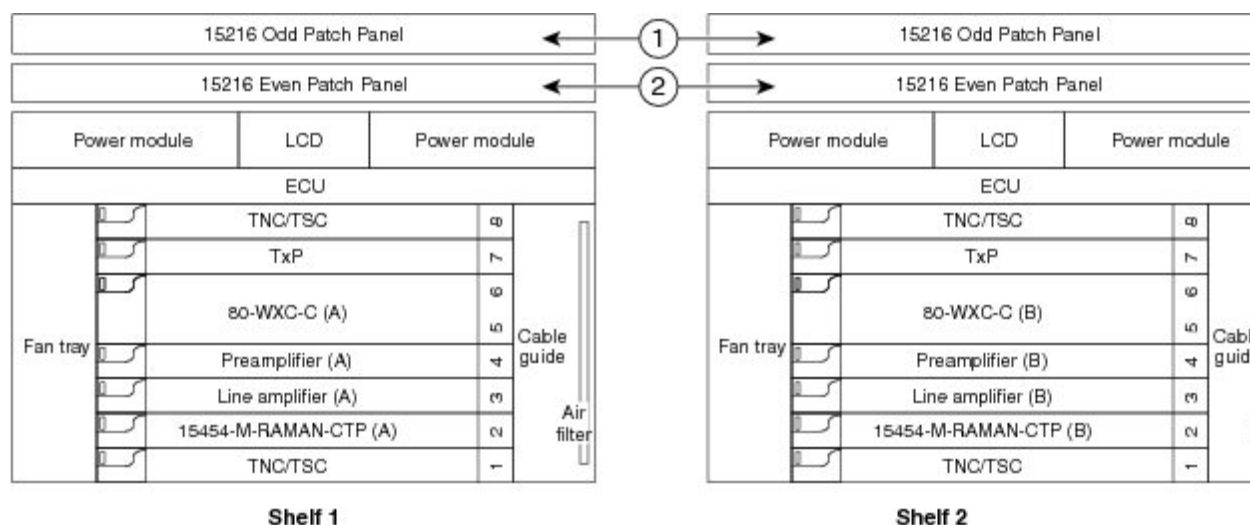 15216 Odd Patch Panel
1
15216 Odd Patch Panel
15216 Even Patch Panel
2
15216 Even Patch Panel
Power module
LCD
Power module
ECU
TNC/TSC
8
TxP
7
80-WXC-C (A)
6
5
Preamplifier (A)
4
Line amplifier (A)
3
15454-M-RAMAN-CTP (A)
2
TNC/TSC
1
Fan tray
Cable
guide
Air
filter
Shelf 1
Power module
LCD
Power module
ECU
TNC/TSC
8
TxP
7
80-WXC-C (B)
6
5
Preamplifier (B)
4
Line amplifier (B)
3
15454-M-RAMAN-CTP (B)
2
TNC/TSC
1
Fan tray
Cabl
guid
Shelf 2